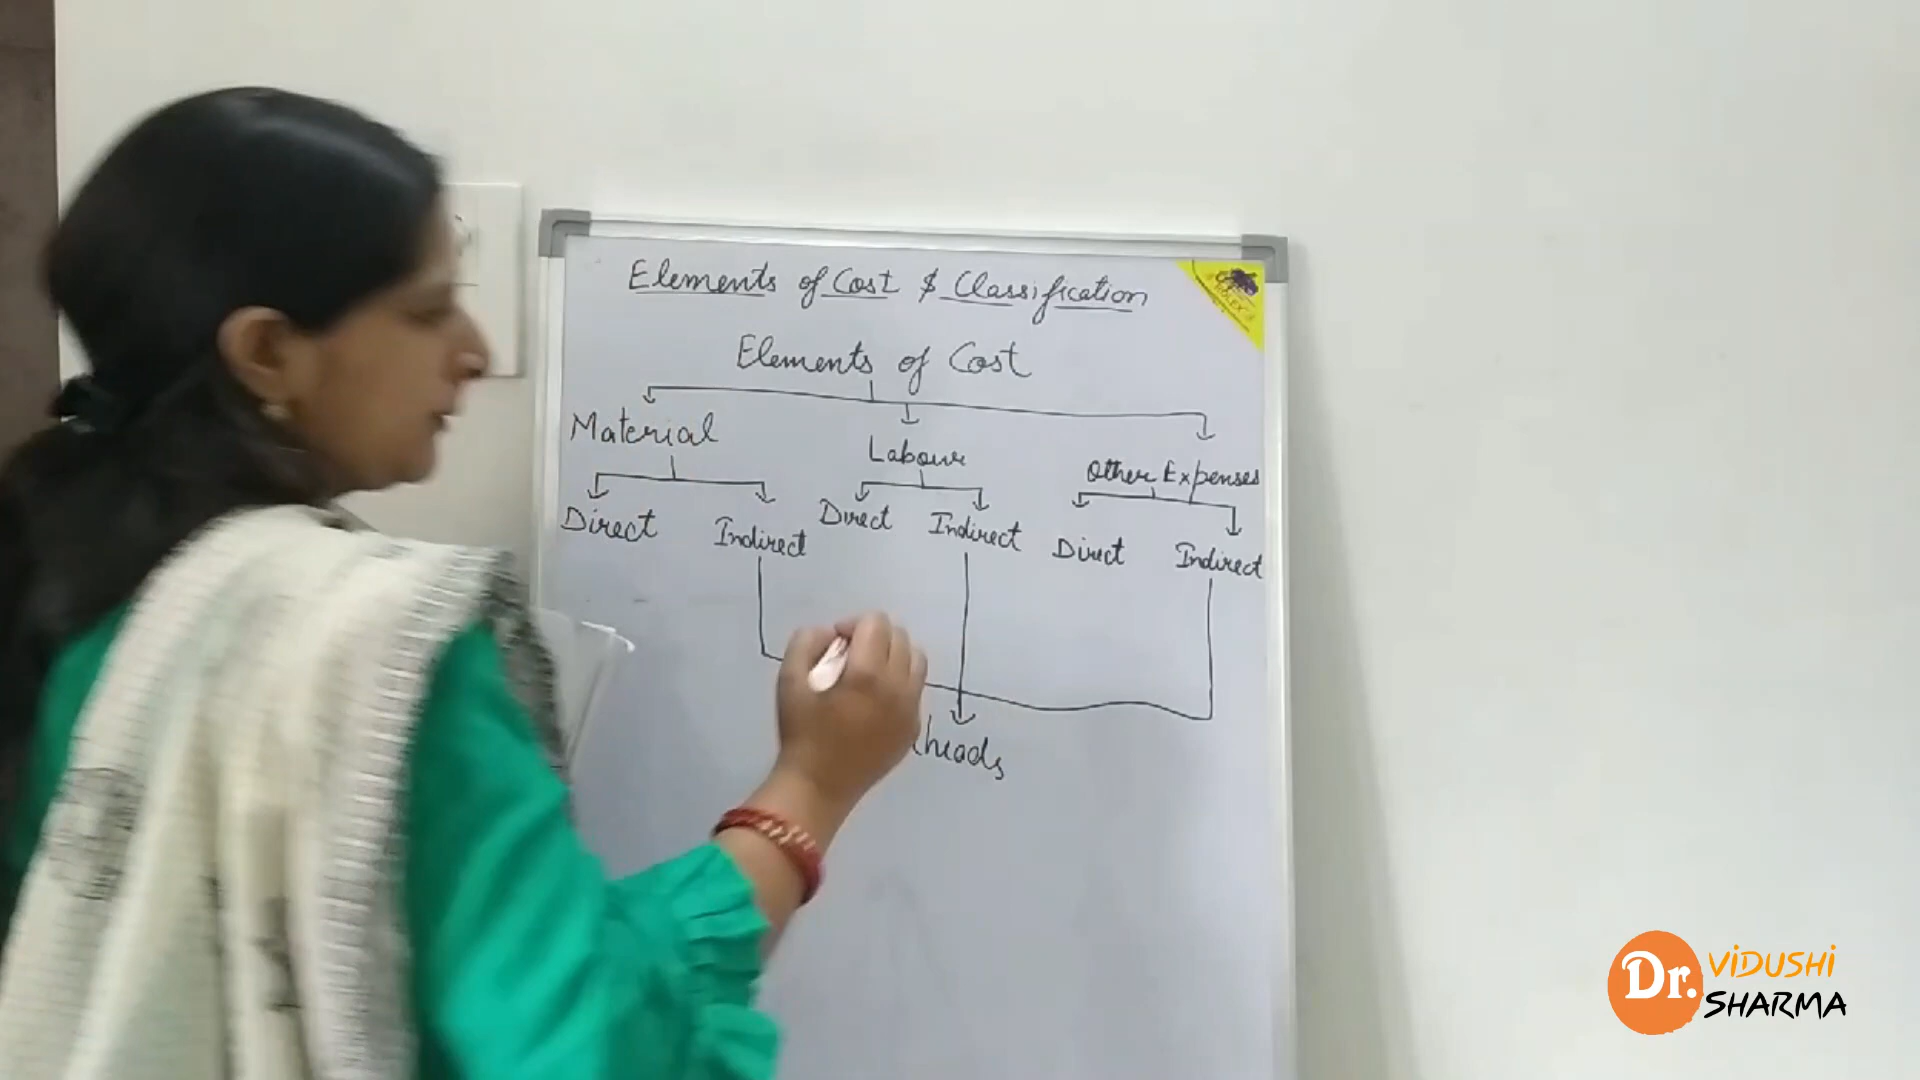 Elements of Cost & Classification
Elements of Cost
Material
Labour
Other Expenses
Direct
Indirect
Direct
Indirect
Direct
Indirect
heads
Dr. ViDUSHi
SHARMA